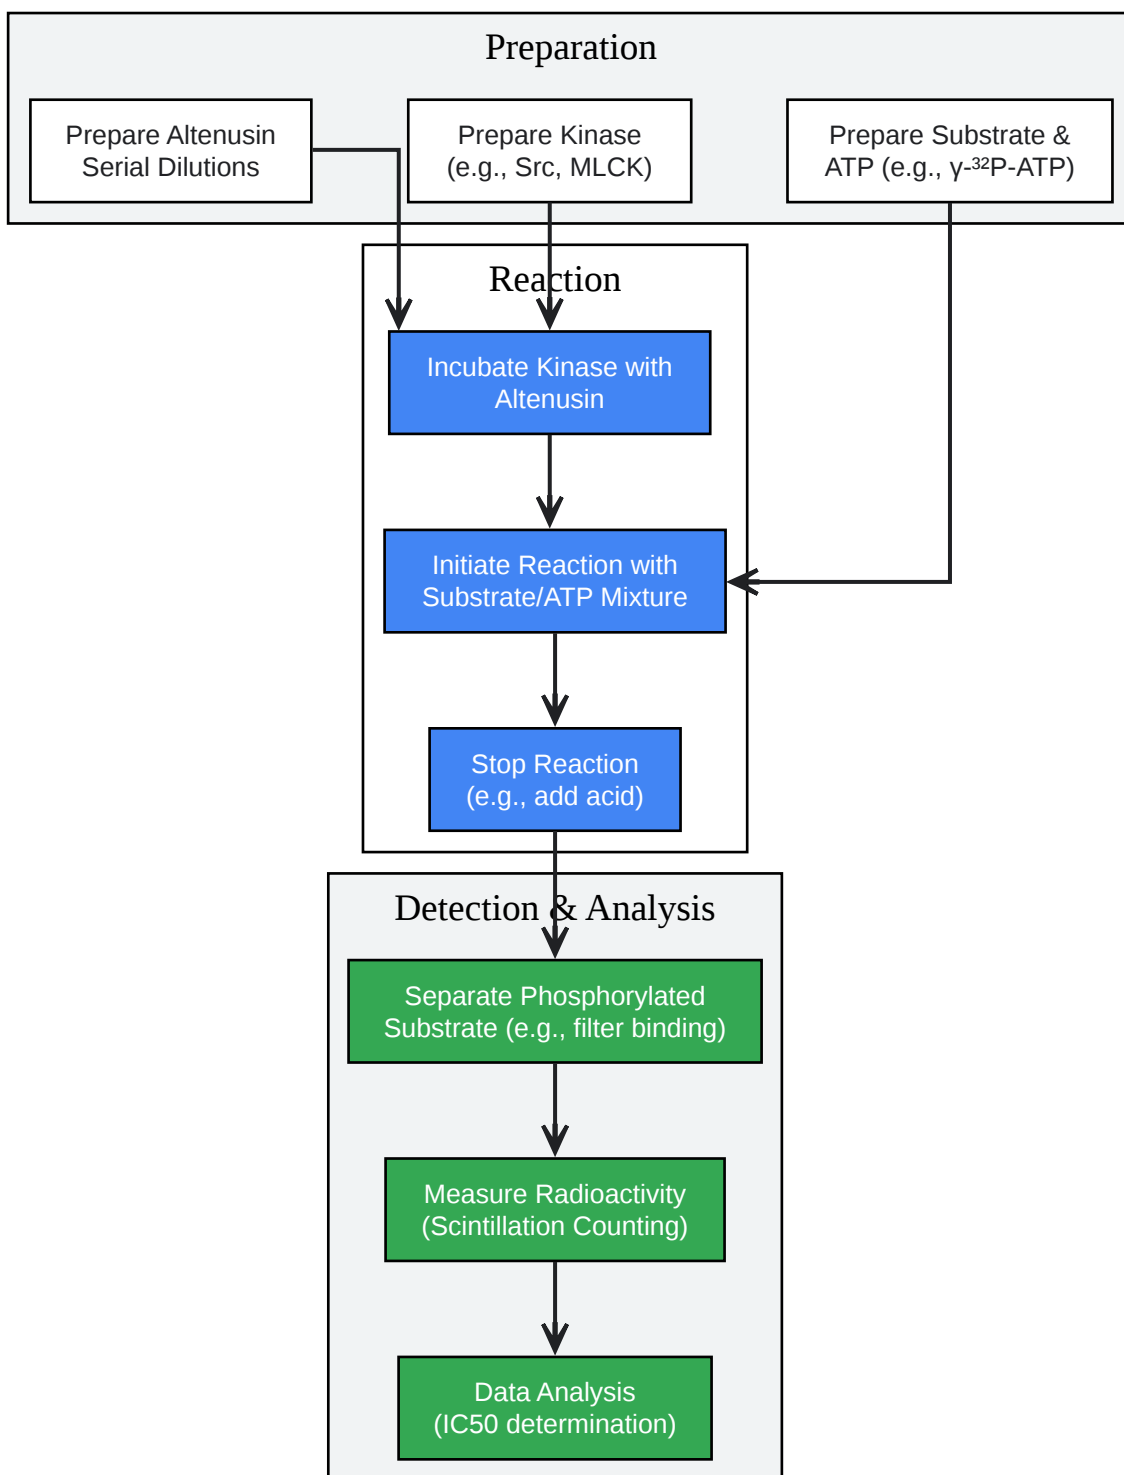 Preparation
Prepare Altenusin
Serial Dilutions
Prepare Kinase
(e.g., Src, MLCK)
Prepare Substrate &
ATP (e.g., γ-³²P-ATP)
Reaction
Incubate Kinase with
Altenusin
Initiate Reaction with
Substrate/ATP Mixture
Stop Reaction
(e.g., add acid)
Detection & Analysis
Separate Phosphorylated
Substrate (e.g., filter binding)
Measure Radioactivity
(Scintillation Counting)
Data Analysis
(IC50 determination)